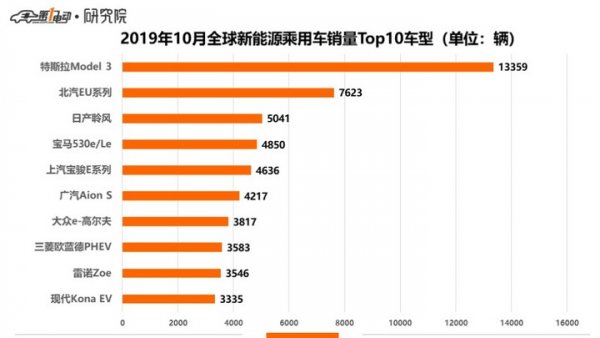 第1电动·研究院
2019年10月全球新能源乘用车销量Top10车型（单位：辆）
特斯拉Model 3 13359
北汽EU系列 7623
日产聆风 5041
宝马530e/Le 4850
上汽宝骏E系列 4636
广汽Aion S 4217
大众e-高尔夫 3817
三菱欧蓝德PHEV 3583
雷诺Zoe 3546
现代Kona EV 3335
0 2000 4000 6000 8000 10000 12000 14000 16000